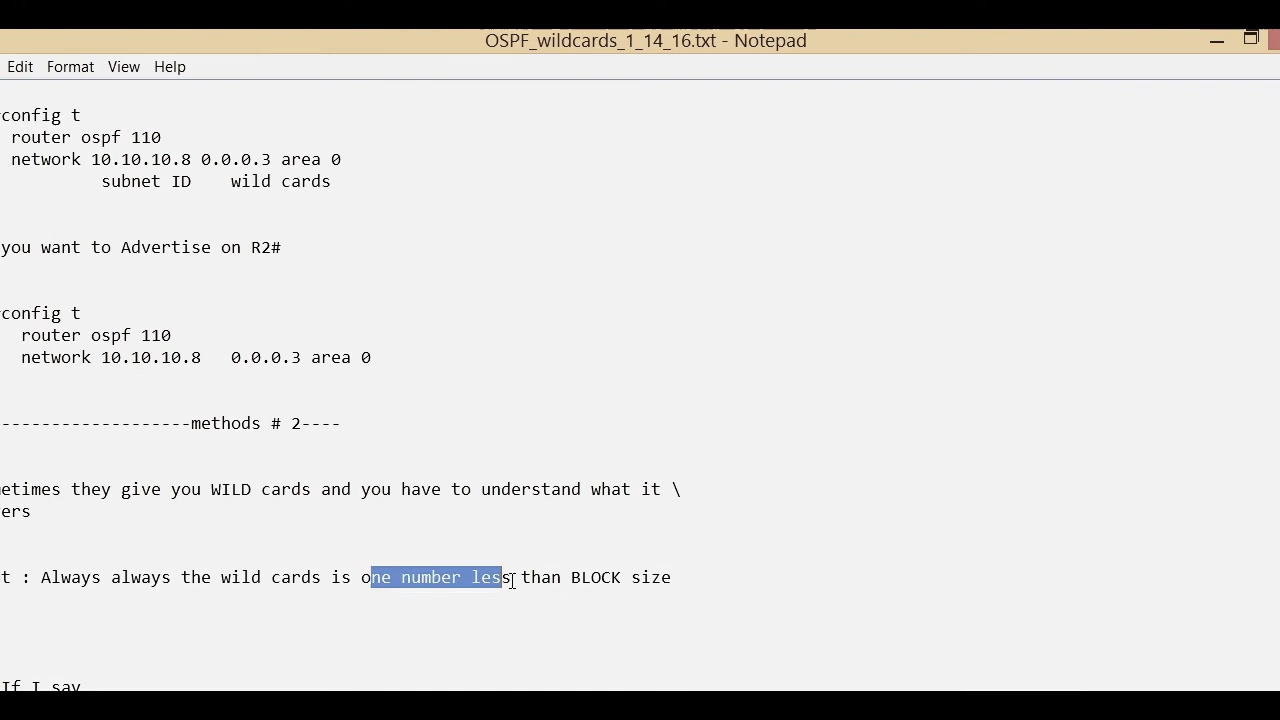 OSPF_wildcards_1_14_16.txt - Notepad
Edit Format View Help
config t
router ospf 110
network 10.10.10.8 0.0.0.3 area 0
subnet ID wild cards
you want to Advertise on R2#
config t
router ospf 110
network 10.10.10.8 0.0.0.3 area 0
-------------------methods # 2----
etimes they give you WILD cards and you have to understand what it \
ers
t : Always always the wild cards is one number less than BLOCK size
If I say